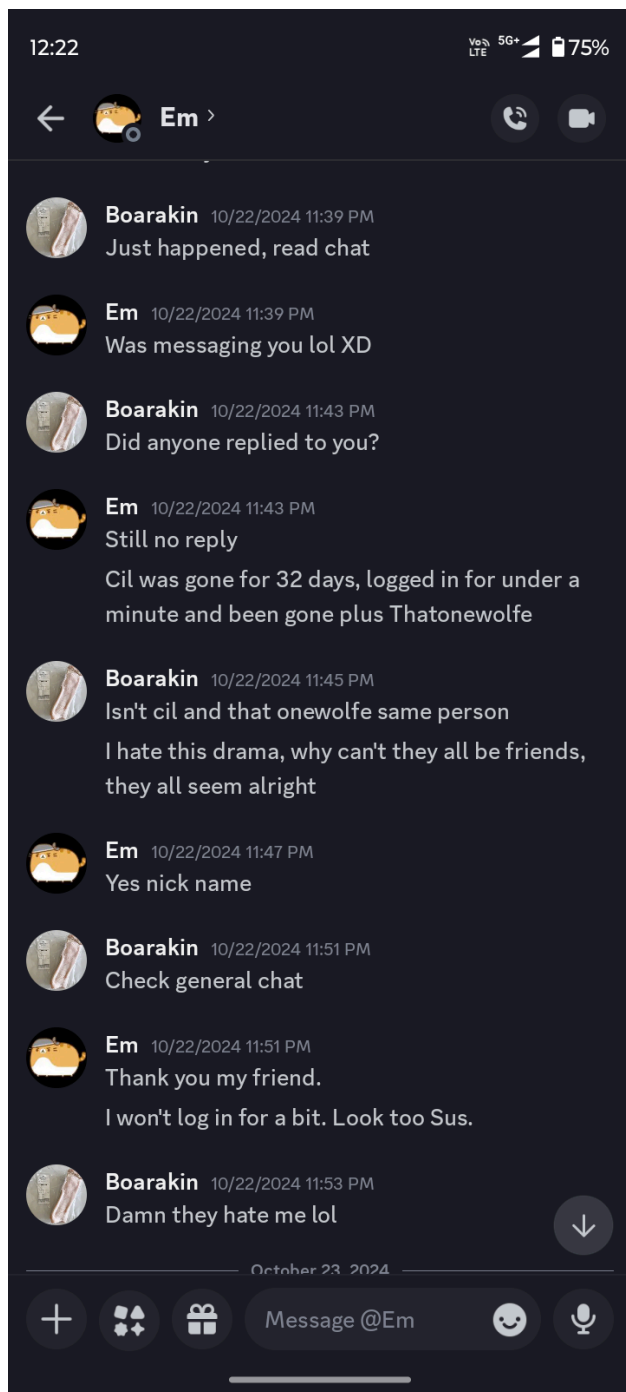 12:22
Vo LTE 5G+ 75%
Em
Boarakin 10/22/2024 11:39 PM
Just happened, read chat
Em 10/22/2024 11:39 PM
Was messaging you lol XD
Boarakin 10/22/2024 11:43 PM
Did anyone replied to you?
Em 10/22/2024 11:43 PM
Still no reply
Cil was gone for 32 days, logged in for under a
minute and been gone plus Thatonewolfe
Boarakin 10/22/2024 11:45 PM
Isn't cil and that onewolfe same person
I hate this drama, why can't they all be friends,
they all seem alright
Em 10/22/2024 11:47 PM
Yes nick name
Boarakin 10/22/2024 11:51 PM
Check general chat
Em 10/22/2024 11:51 PM
Thank you my friend.
I won't log in for a bit. Look too Sus.
Boarakin 10/22/2024 11:53 PM
Damn they hate me lol
October 23, 2024
Message @Em